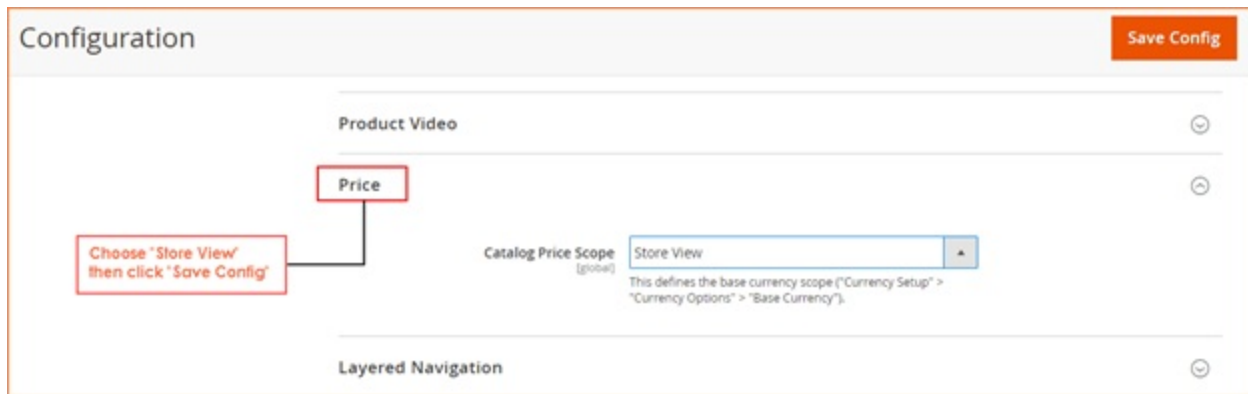 Configuration
Save Config
Product Video
Price
Choose "Store View"
then click "Save Config"
Catalog Price Scope
[global]
Store View
This defines the base currency scope ("Currency Setup" >
"Currency Options" > "Base Currency").
Layered Navigation